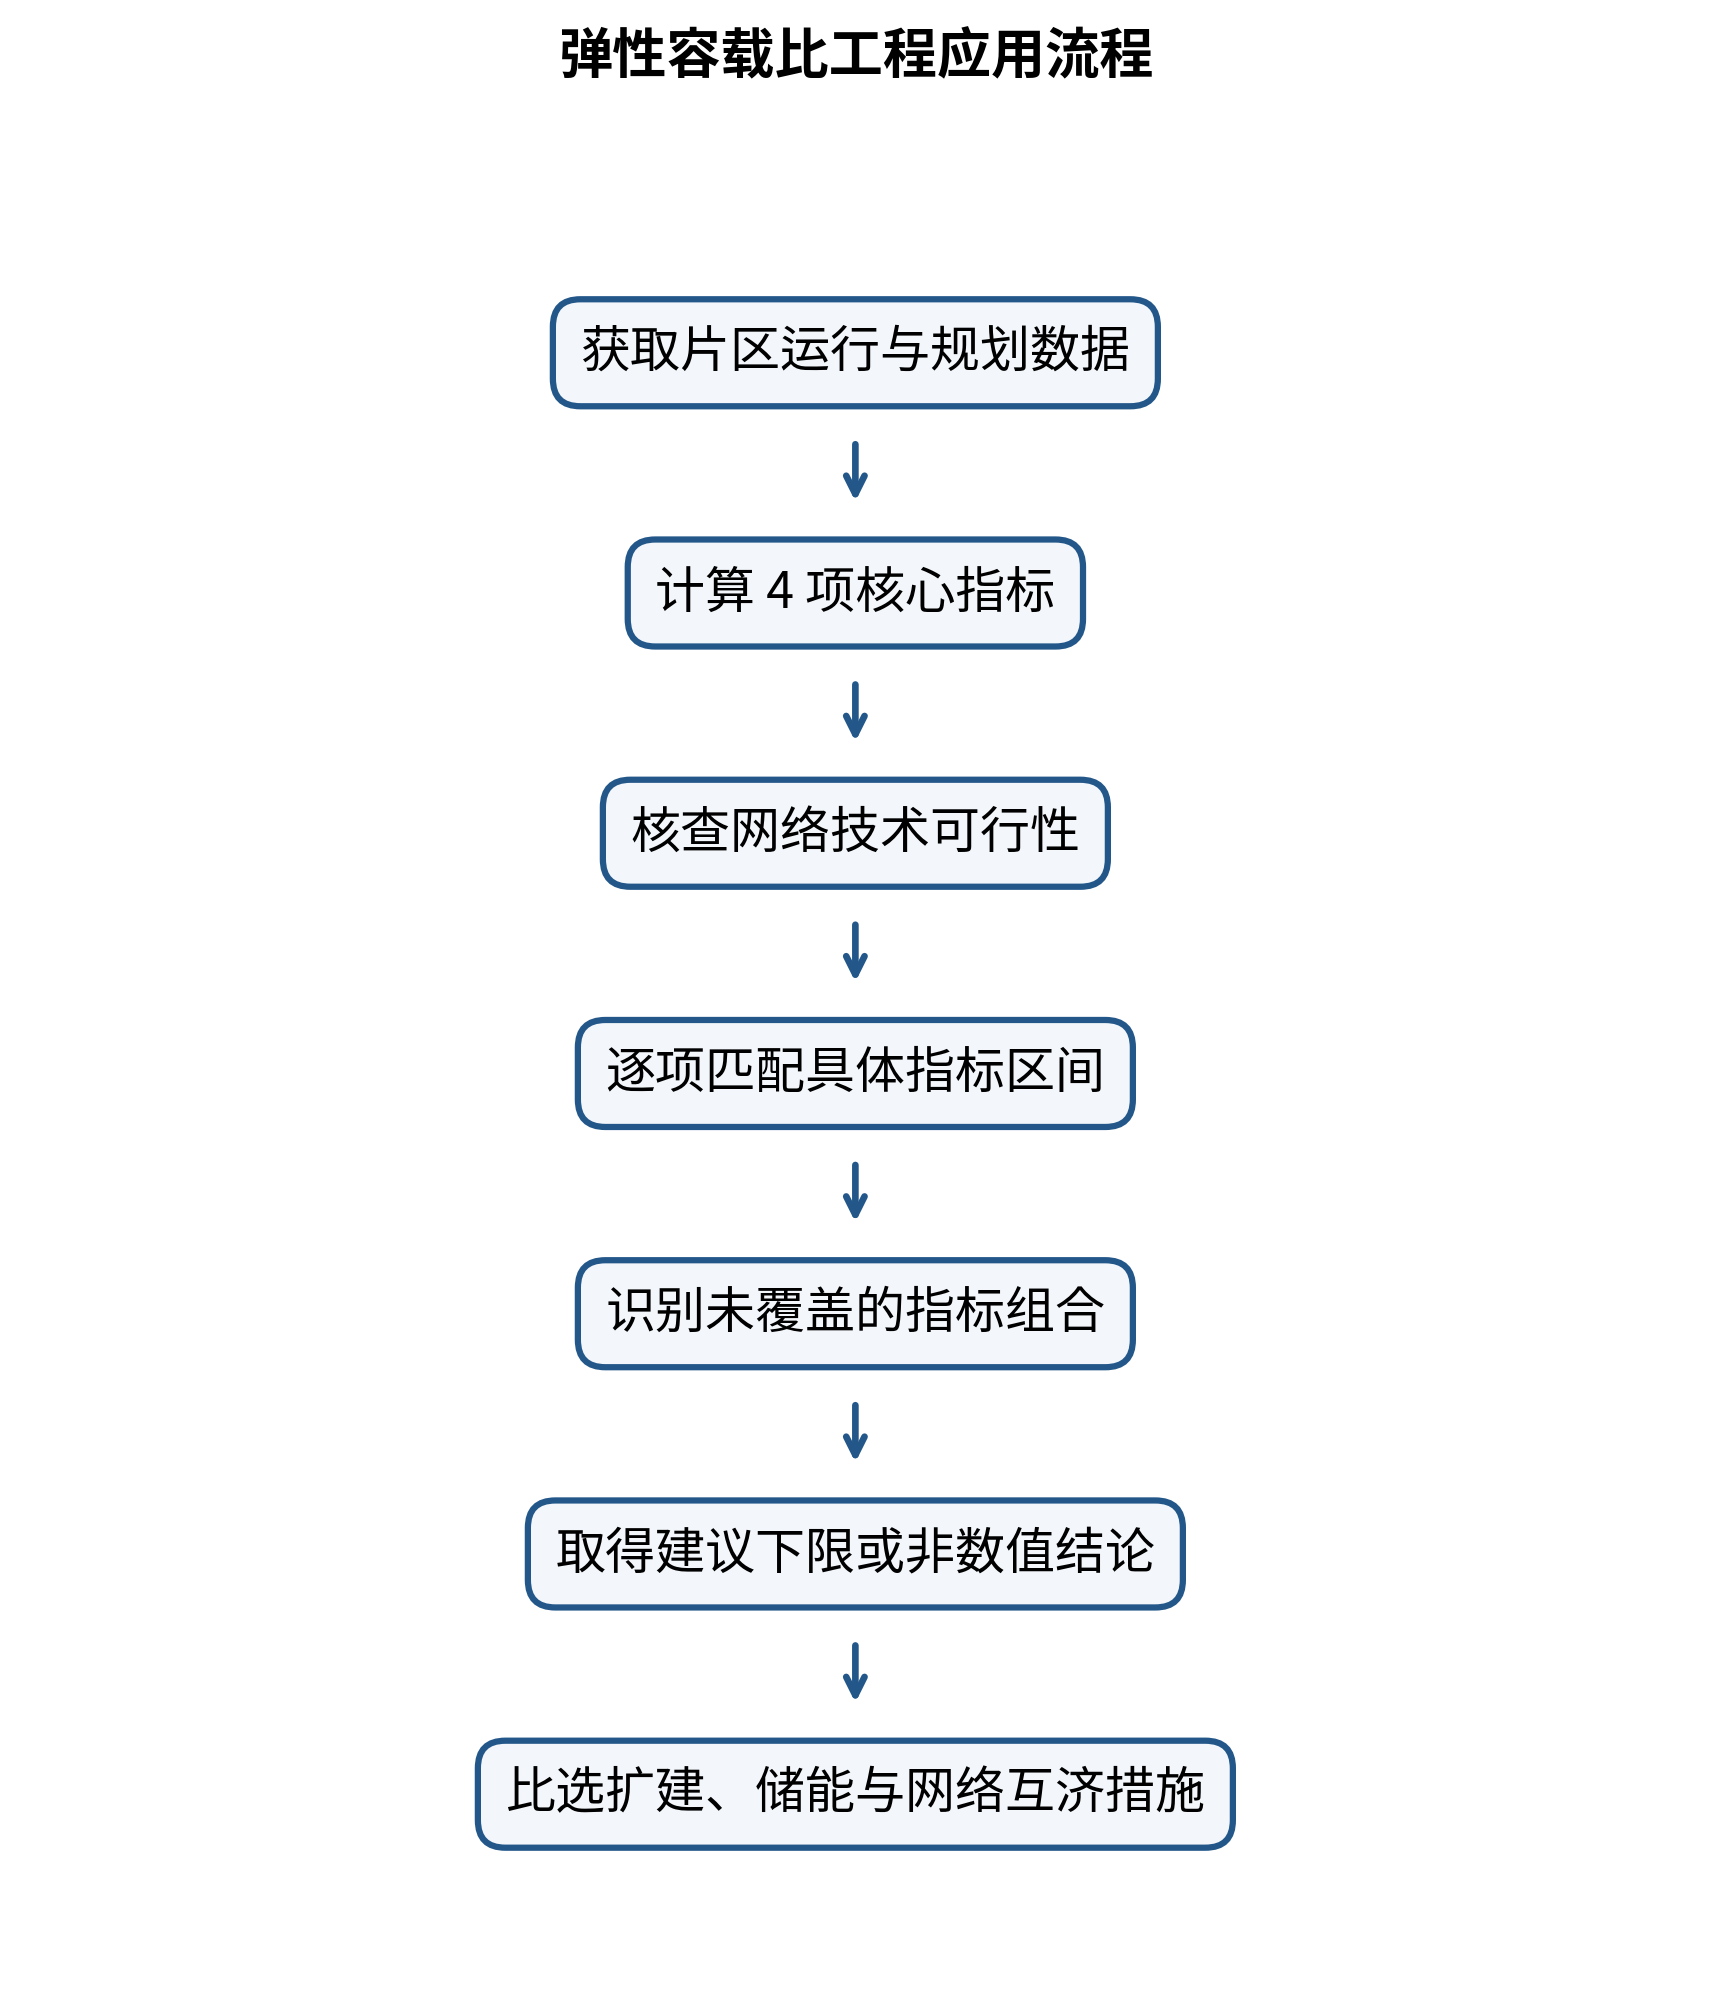 弹性容载比工程应用流程
获取片区运行与规划数据
计算 4 项核心指标
核查网络技术可行性
逐项匹配具体指标区间
识别未覆盖的指标组合
取得建议下限或非数值结论
比选扩建、储能与网络互济措施